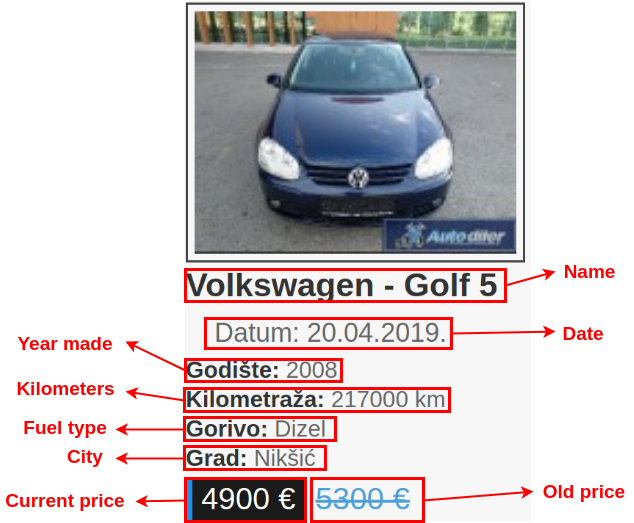 Auto diler
Volkswagen - Golf 5
Name
Datum: 20.04.2019.
Date
Year made
Godište: 2008
Kilometers
Kilometraža: 217000 km
Fuel type
Gorivo: Dizel
City
Grad: Nikšić
Current price
4900 €
5300 €
Old price